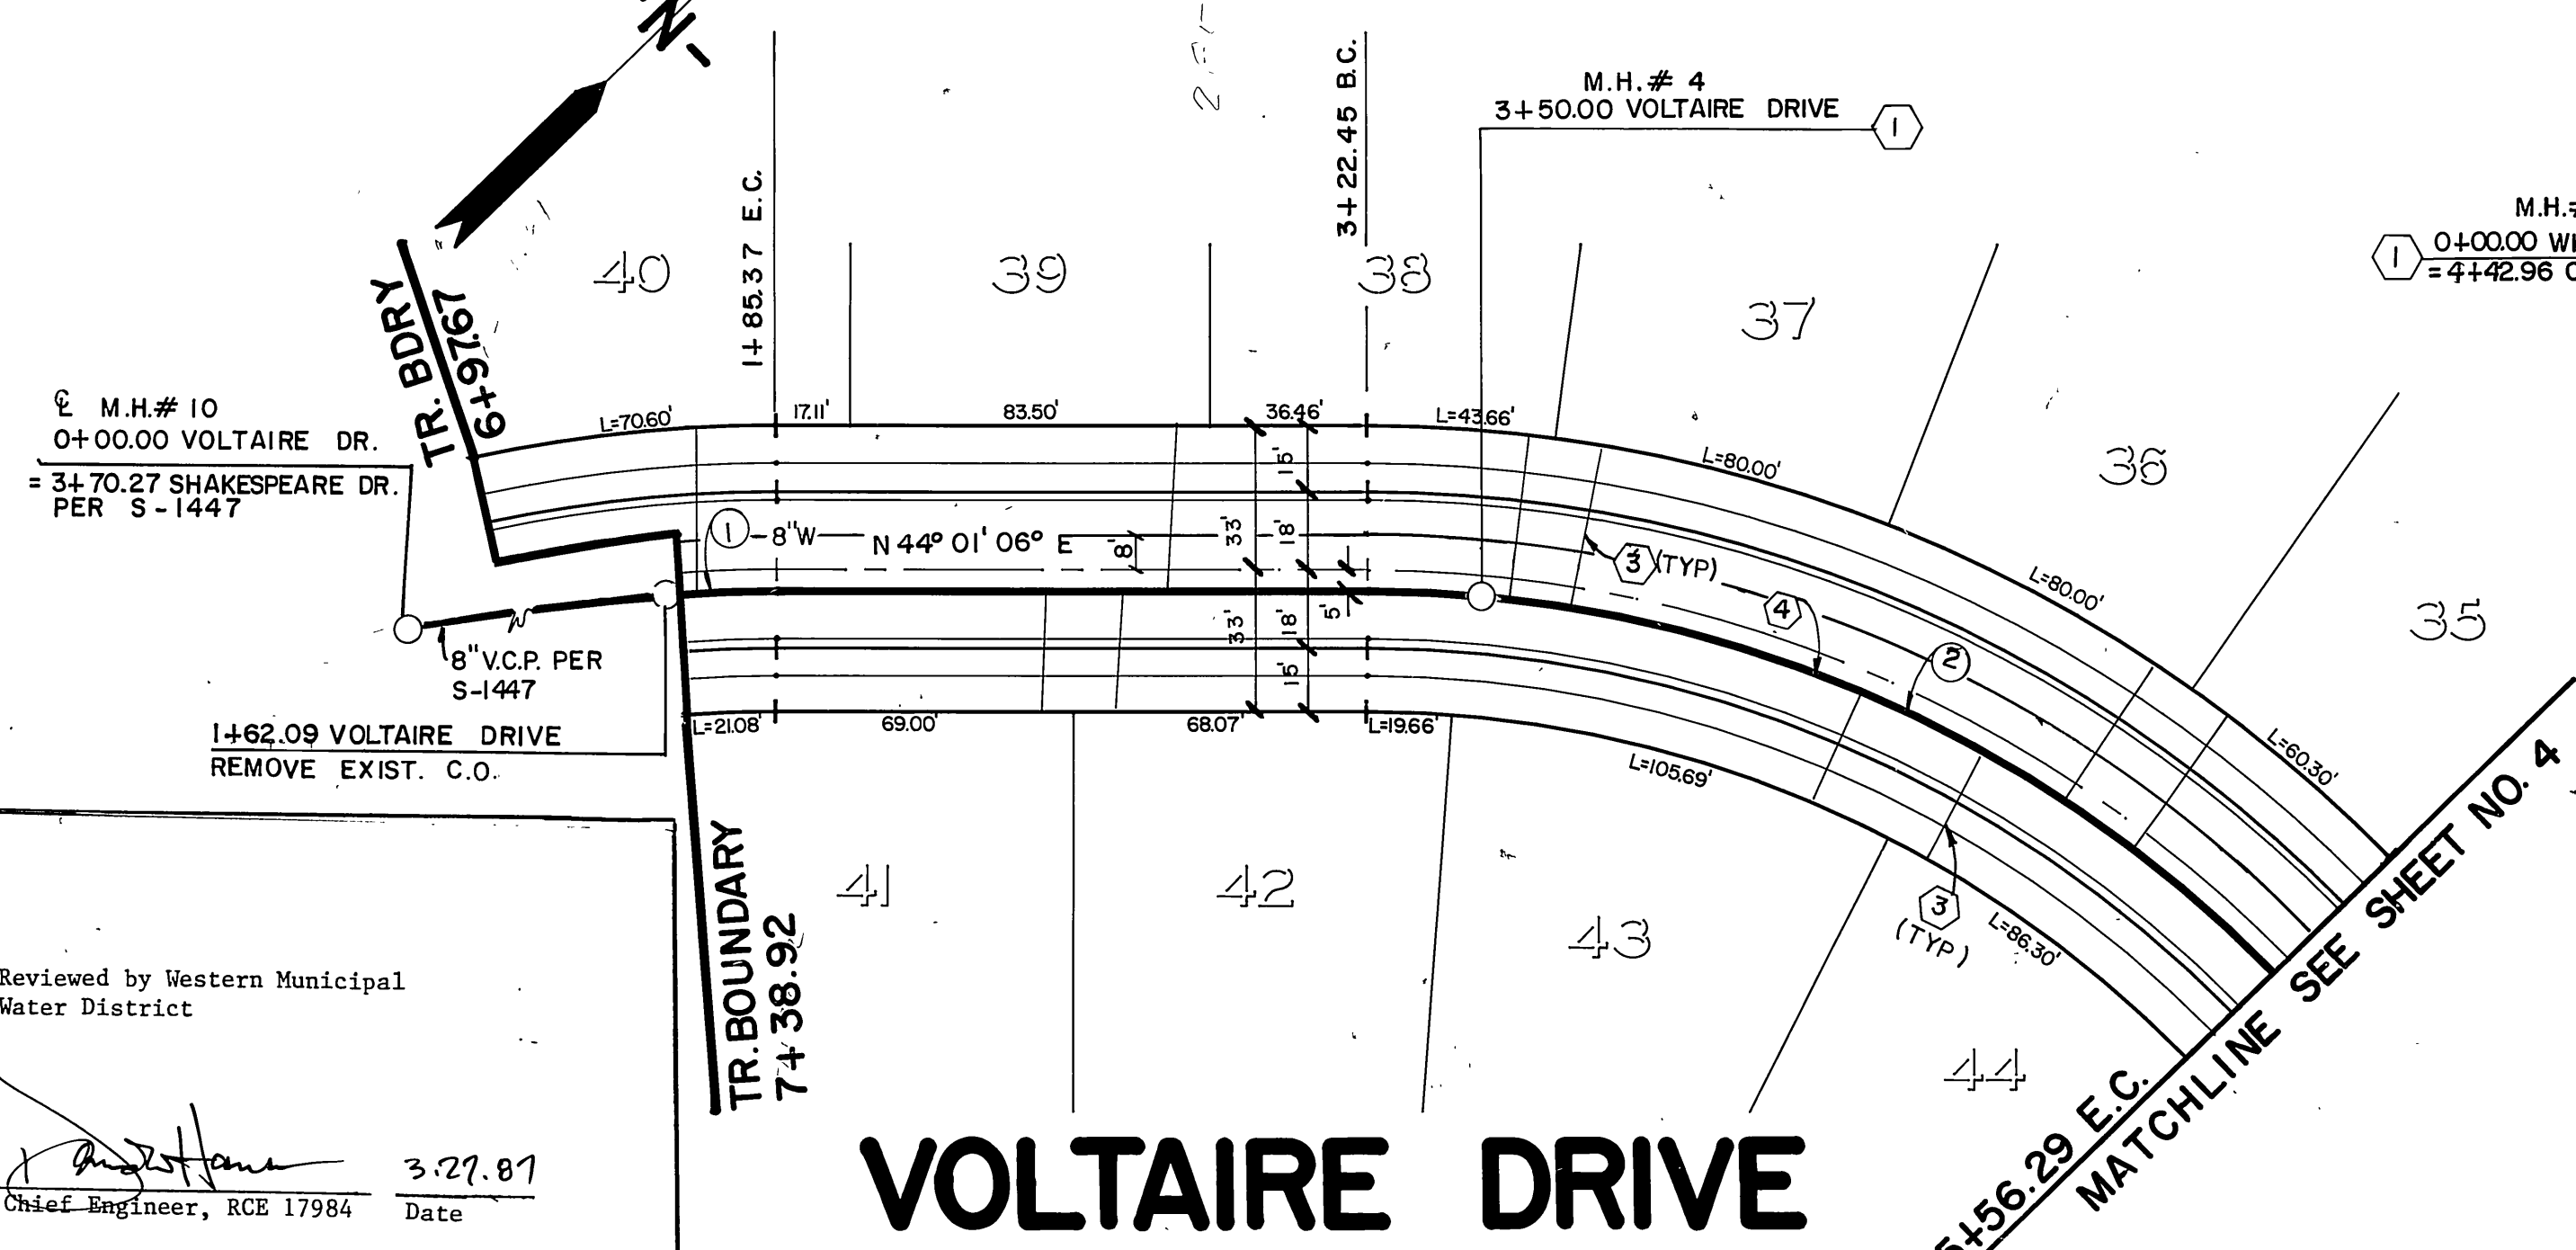 N
M.H.# 4
3+50.00 VOLTAIRE DRIVE
1
3+22.45 B.C.
1+85.37 E.C.
M.H.#
1
0+00.00
=4+42.96
40
39
38
37
36
35
TR. BDRY
6+97.67
℄ M.H.# 10
0+00.00 VOLTAIRE DR.
= 3+70.27 SHAKESPEARE DR.
PER S-1447
L=70.60'
17.11'
83.50'
36.46'
L=43.66'
L=80.00'
L=80.00'
L=60.30'
15'
1
8"W
N 44° 01' 06" E
8'
33'
18'
3 (TYP)
4
2
33'
18'
5'
15'
8" V.C.P. PER
S-1447
1+62.09 VOLTAIRE DRIVE
REMOVE EXIST. C.O.
L=21.08'
69.00'
68.07'
L=19.66'
L=105.69'
L=86.30'
3
(TYP)
41
42
43
44
TR. BOUNDARY
7+38.92
MATCHLINE SEE SHEET NO. 4
5+56.29 E.C.
Reviewed by Western Municipal
Water District
3.27.87
Chief Engineer, RCE 17984
Date
VOLTAIRE DRIVE